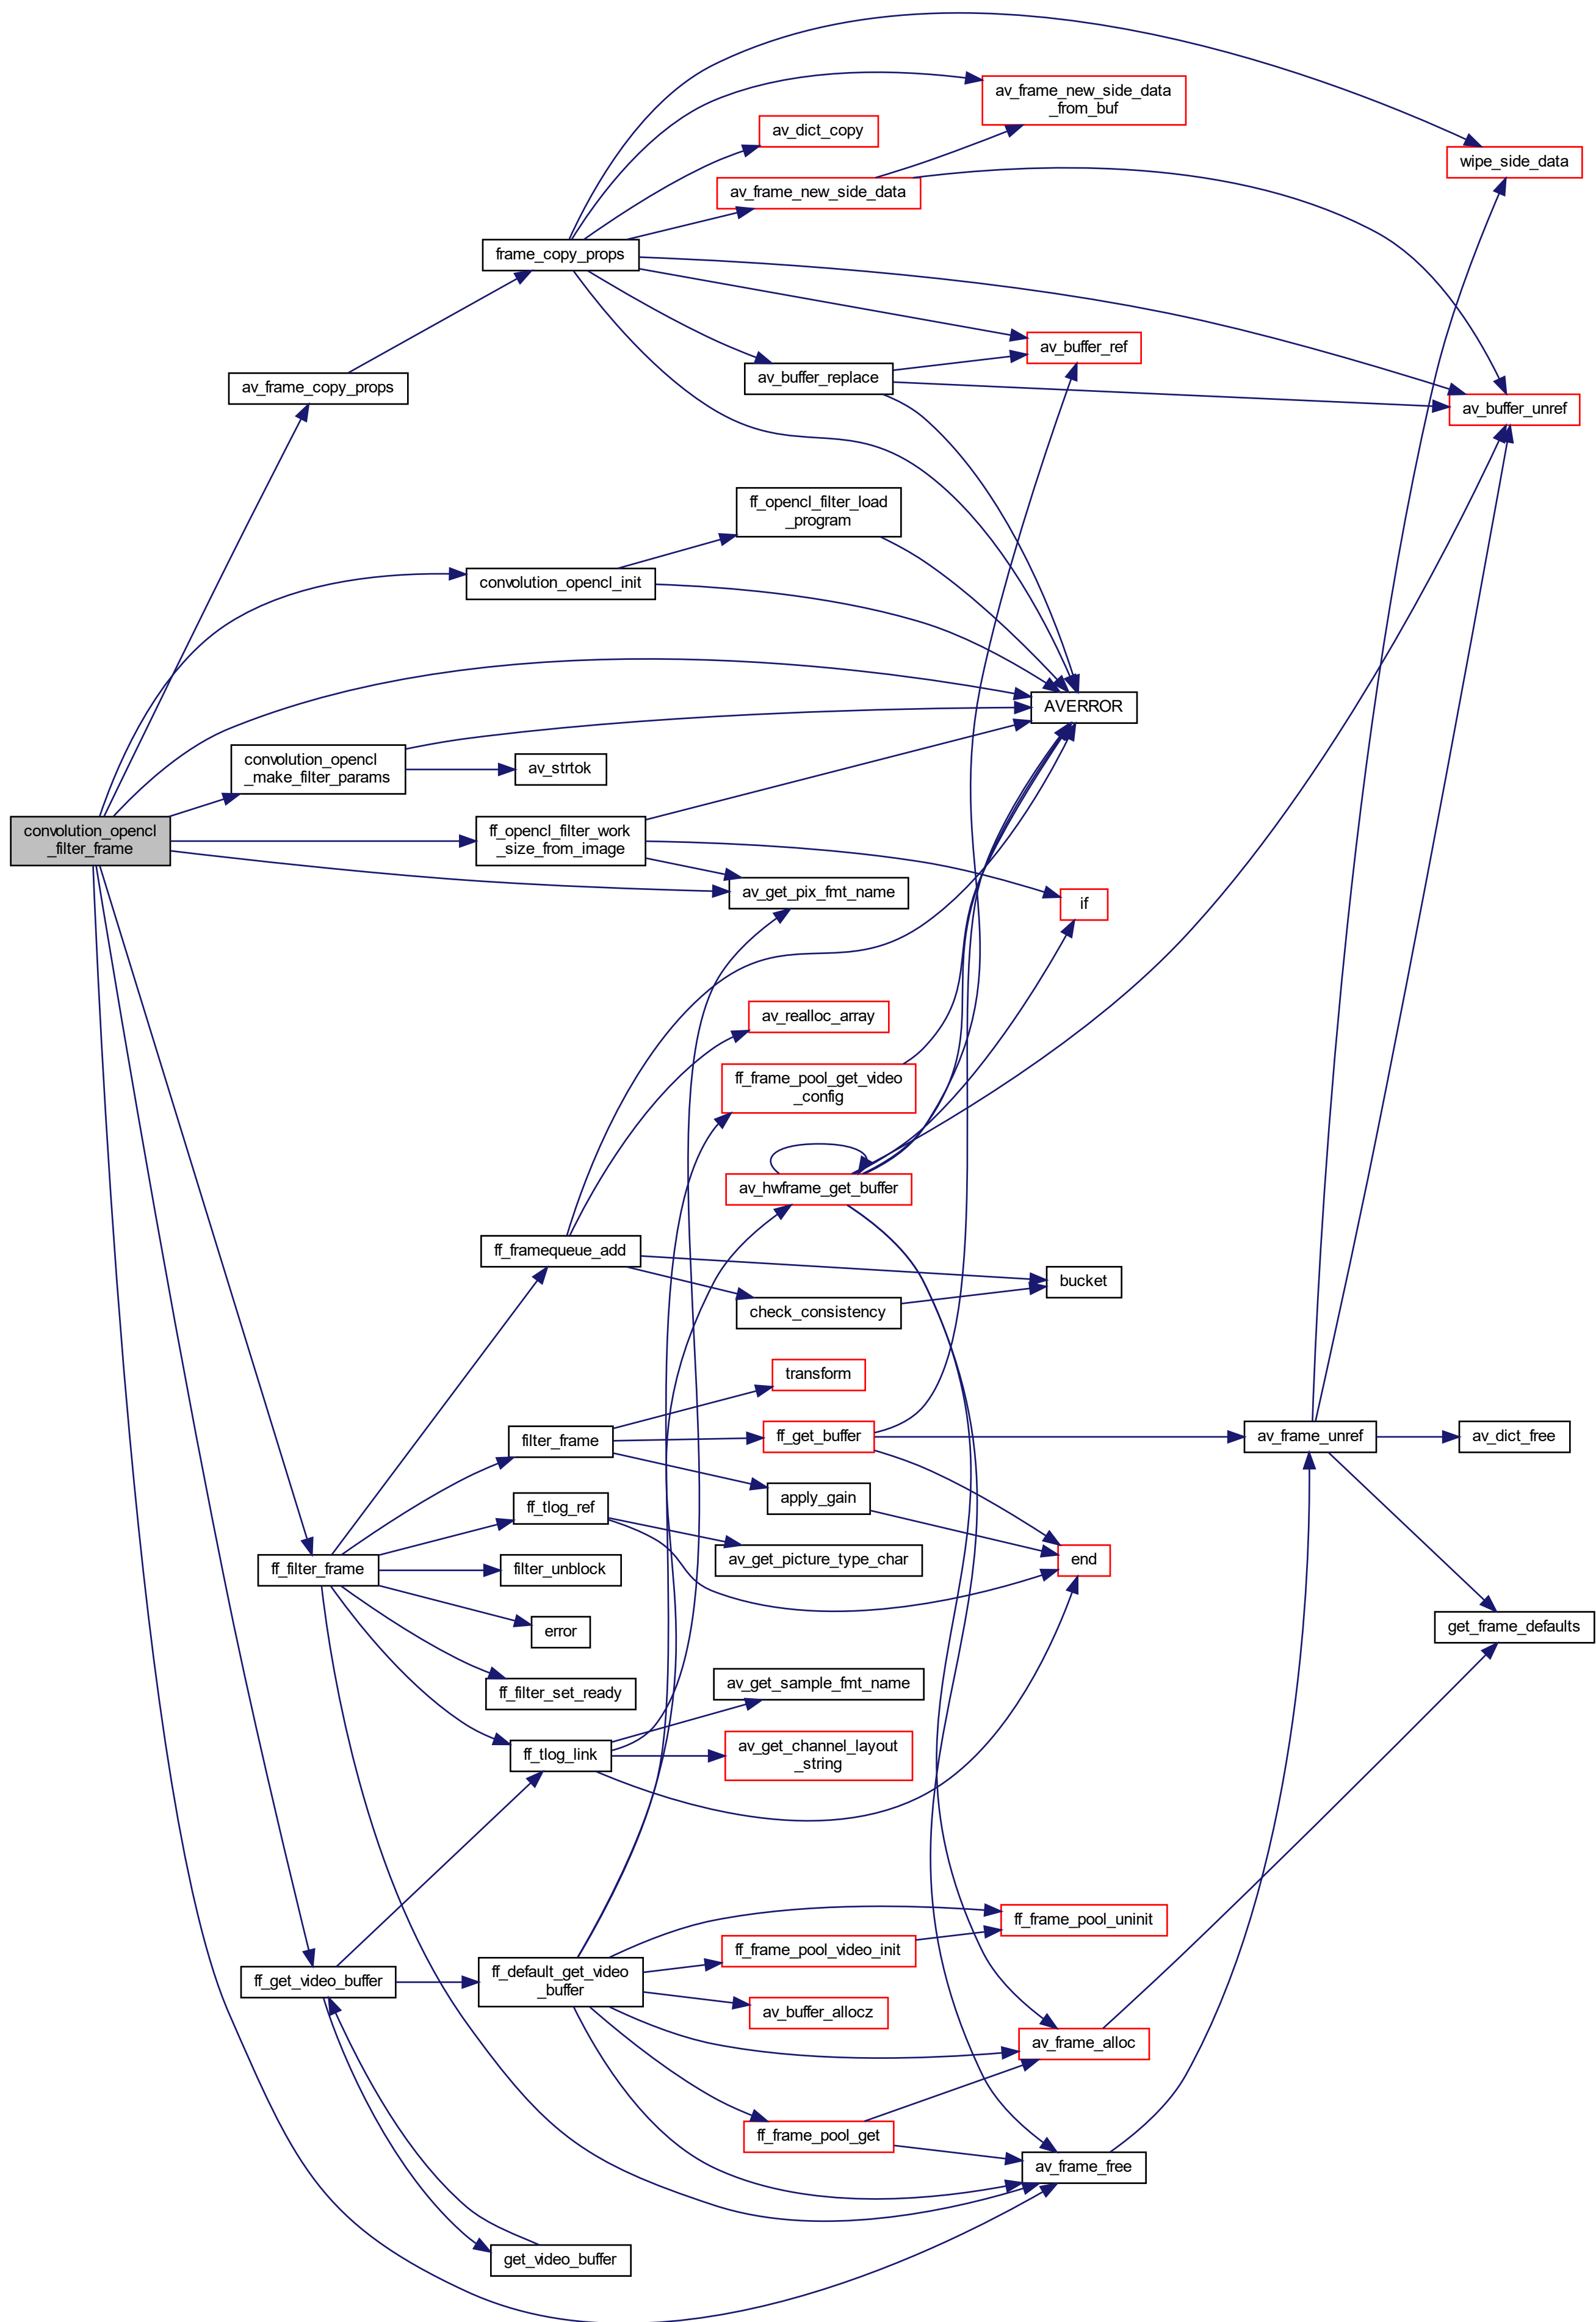 av_frame_new_side_data
_from_buf
av_dict_copy
wipe_side_data
av_frame_new_side_data
frame_copy_props
av_buffer_ref
av_buffer_replace
av_frame_copy_props
av_buffer_unref
ff_opencl_filter_load
_program
convolution_opencl_init
AVERROR
convolution_opencl
_make_filter_params
av_strtok
convolution_opencl
_filter_frame
ff_opencl_filter_work
_size_from_image
av_get_pix_fmt_name
if
av_realloc_array
ff_frame_pool_get_video
_config
av_hwframe_get_buffer
ff_framequeue_add
bucket
check_consistency
transform
filter_frame
ff_get_buffer
av_frame_unref
av_dict_free
apply_gain
ff_tlog_ref
av_get_picture_type_char
end
ff_filter_frame
filter_unblock
error
get_frame_defaults
ff_filter_set_ready
av_get_sample_fmt_name
ff_tlog_link
av_get_channel_layout
_string
ff_frame_pool_uninit
ff_frame_pool_video_init
ff_get_video_buffer
ff_default_get_video
_buffer
av_buffer_allocz
av_frame_alloc
ff_frame_pool_get
av_frame_free
get_video_buffer